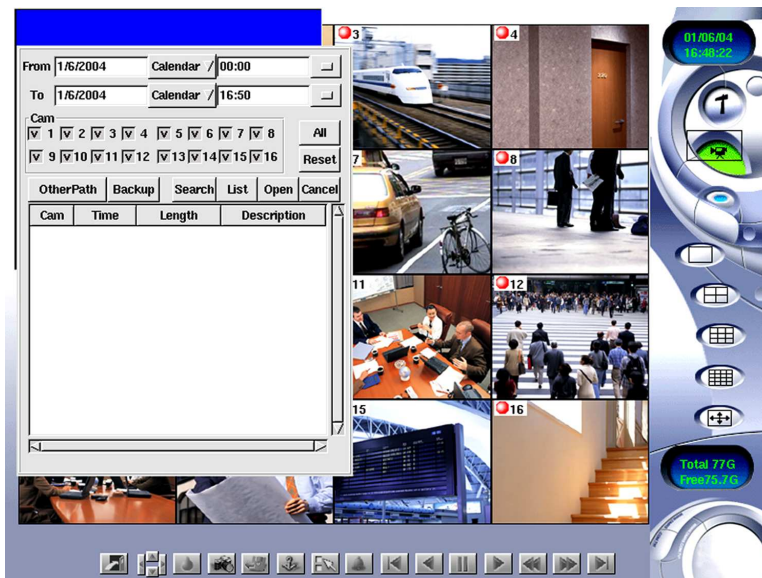 3
4
01/06/04
16:48:22
From 1/6/2004 Calendar 00:00
To 1/6/2004 Calendar 16:50
Cam
1 2 3 4 5 6 7 8 All
9 10 11 12 13 14 15 16 Reset
7
8
OtherPath Backup Search List Open Cancel
Cam Time Length Description
11
12
15
16
Total 77G
Free75.7G